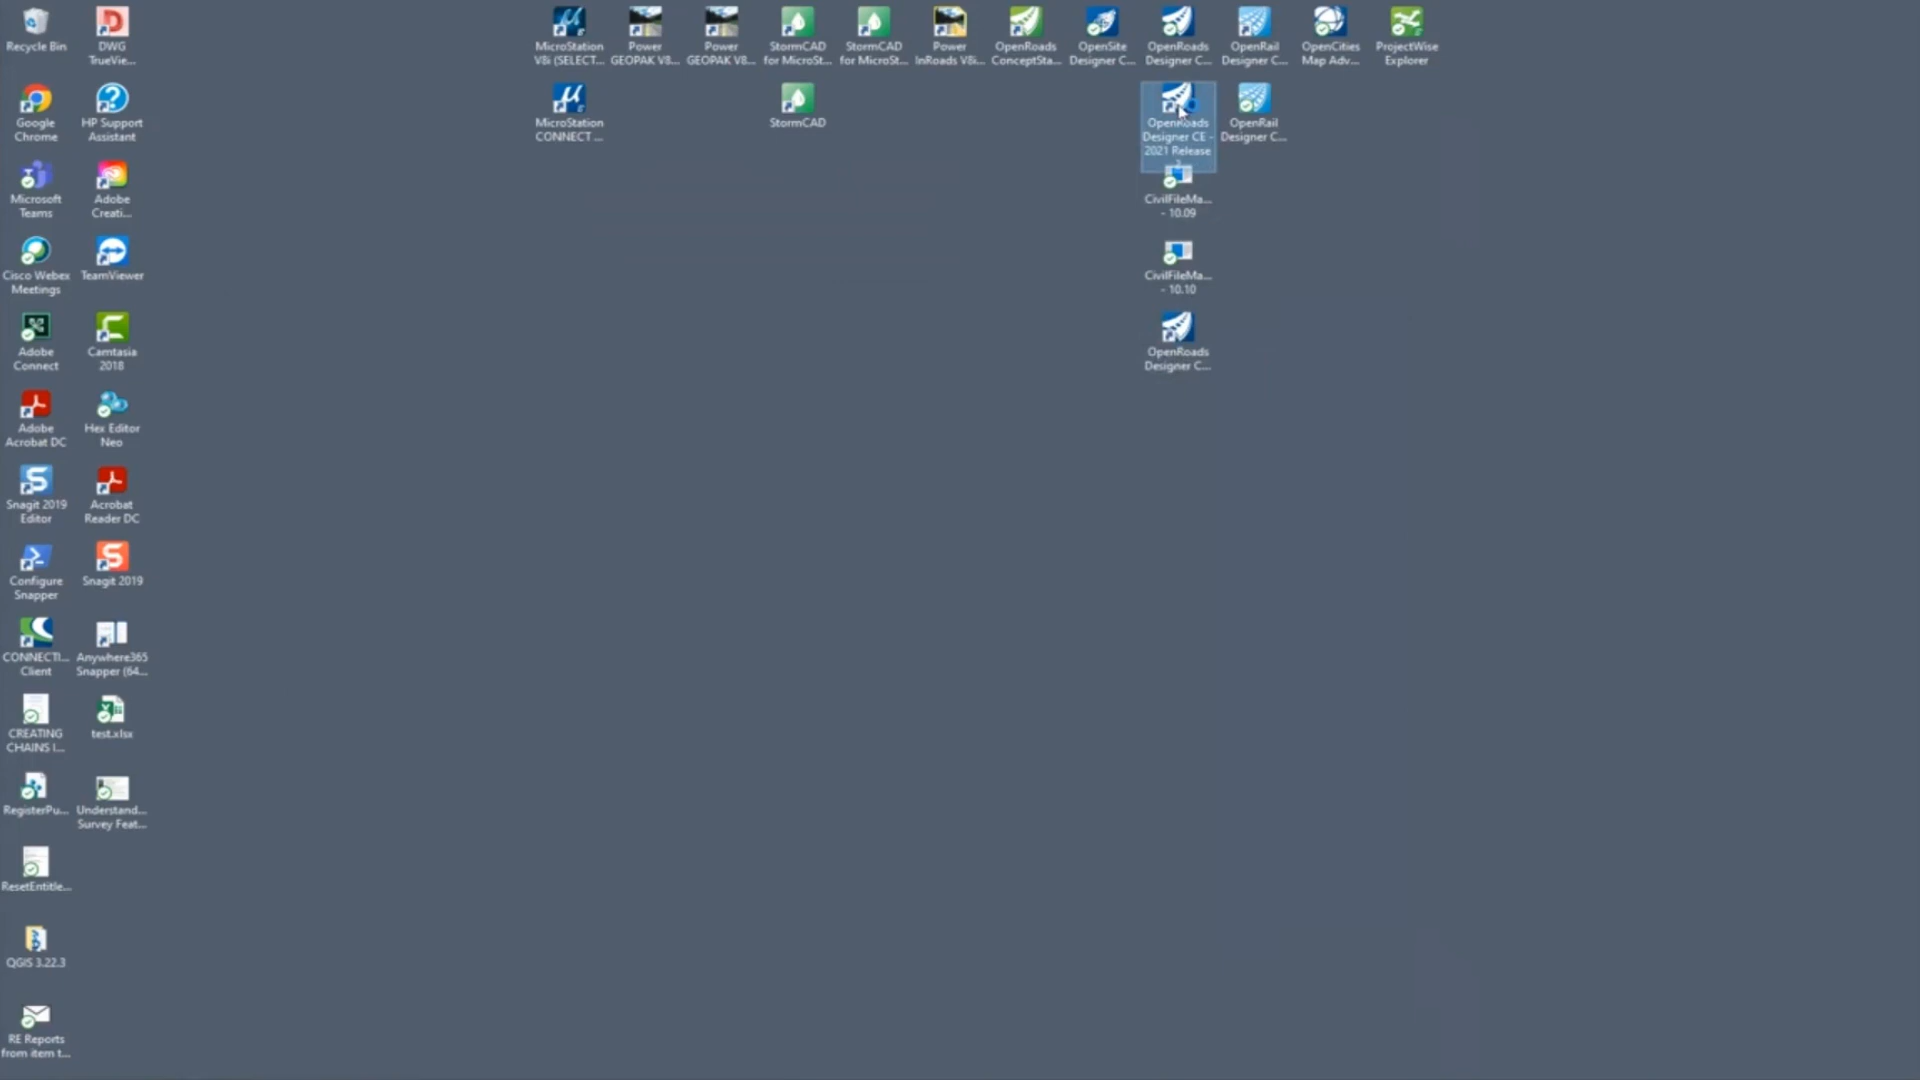 Recycle Bin
DWG
TrueVie...
MicroStation
V8i (SELECT...
Power
GEOPAK V8...
Power
GEOPAK V8...
StormCAD
for MicroSt...
StormCAD
for MicroSt...
Power
InRoads V8i...
OpenRoads
ConceptSta...
OpenSite
Designer C...
OpenRoads
Designer C...
OpenRail
Designer C...
OpenCities
Map Adv...
ProjectWise
Explorer
Google
Chrome
HP Support
Assistant
MicroStation
CONNECT ...
StormCAD
OpenRoads
Designer CE -
2021 Release
2
OpenRail
Designer C...
Microsoft
Teams
Adobe
Creati...
CivilFileMa...
- 10.09
Cisco Webex
Meetings
TeamViewer
CivilFileMa...
- 10.10
Adobe
Connect
Camtasia
2018
OpenRoads
Designer C...
Adobe
Acrobat DC
Hex Editor
Neo
Snagit 2019
Editor
Acrobat
Reader DC
Configure
Snapper
Snagit 2019
CONNECTI...
Client
Anywhere365
Snapper (64...
CREATING
CHAINS I...
test.xlsx
RegisterPu...
Understand...
Survey Feat...
ResetEntitle...
QGIS 3.22.3
RE Reports
from item t...